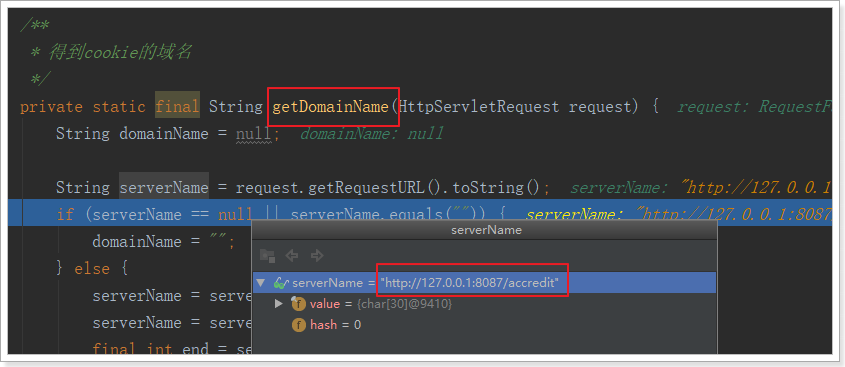 /**
* 得到cookie的域名
*/
private static final String getDomainName(HttpServletRequest request) { request: RequestF
String domainName = null; domainName: null
String serverName = request.getRequestURL().toString(); serverName: "http://127.0.0.1
if (serverName == null || serverName.equals("")) { serverName: "http://127.0.0.1:8087
domainName = "";
} else {
serverName = serve
serverName = serve
final int end = se
serverName
serverName = "http://127.0.0.1:8087/accredit"
f value = {char[30]@9410}
f hash = 0